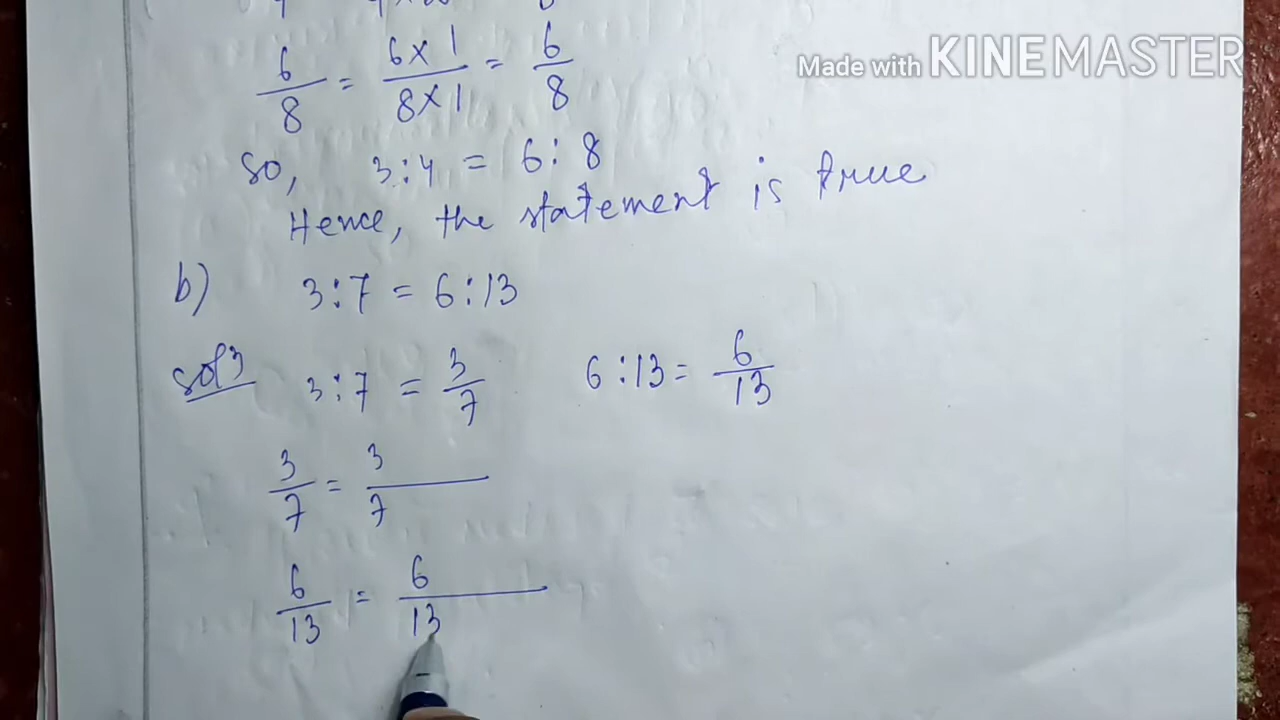 Made with KINEMASTER
6/8 = 6×1/8×1 = 6/8
So, 3:4 = 6:8
Hence, the statement is true
b) 3:7 = 6:13
Sol^n 3:7 = 3/7 6:13 = 6/13
3/7 = 3/7
6/13 = 6/13